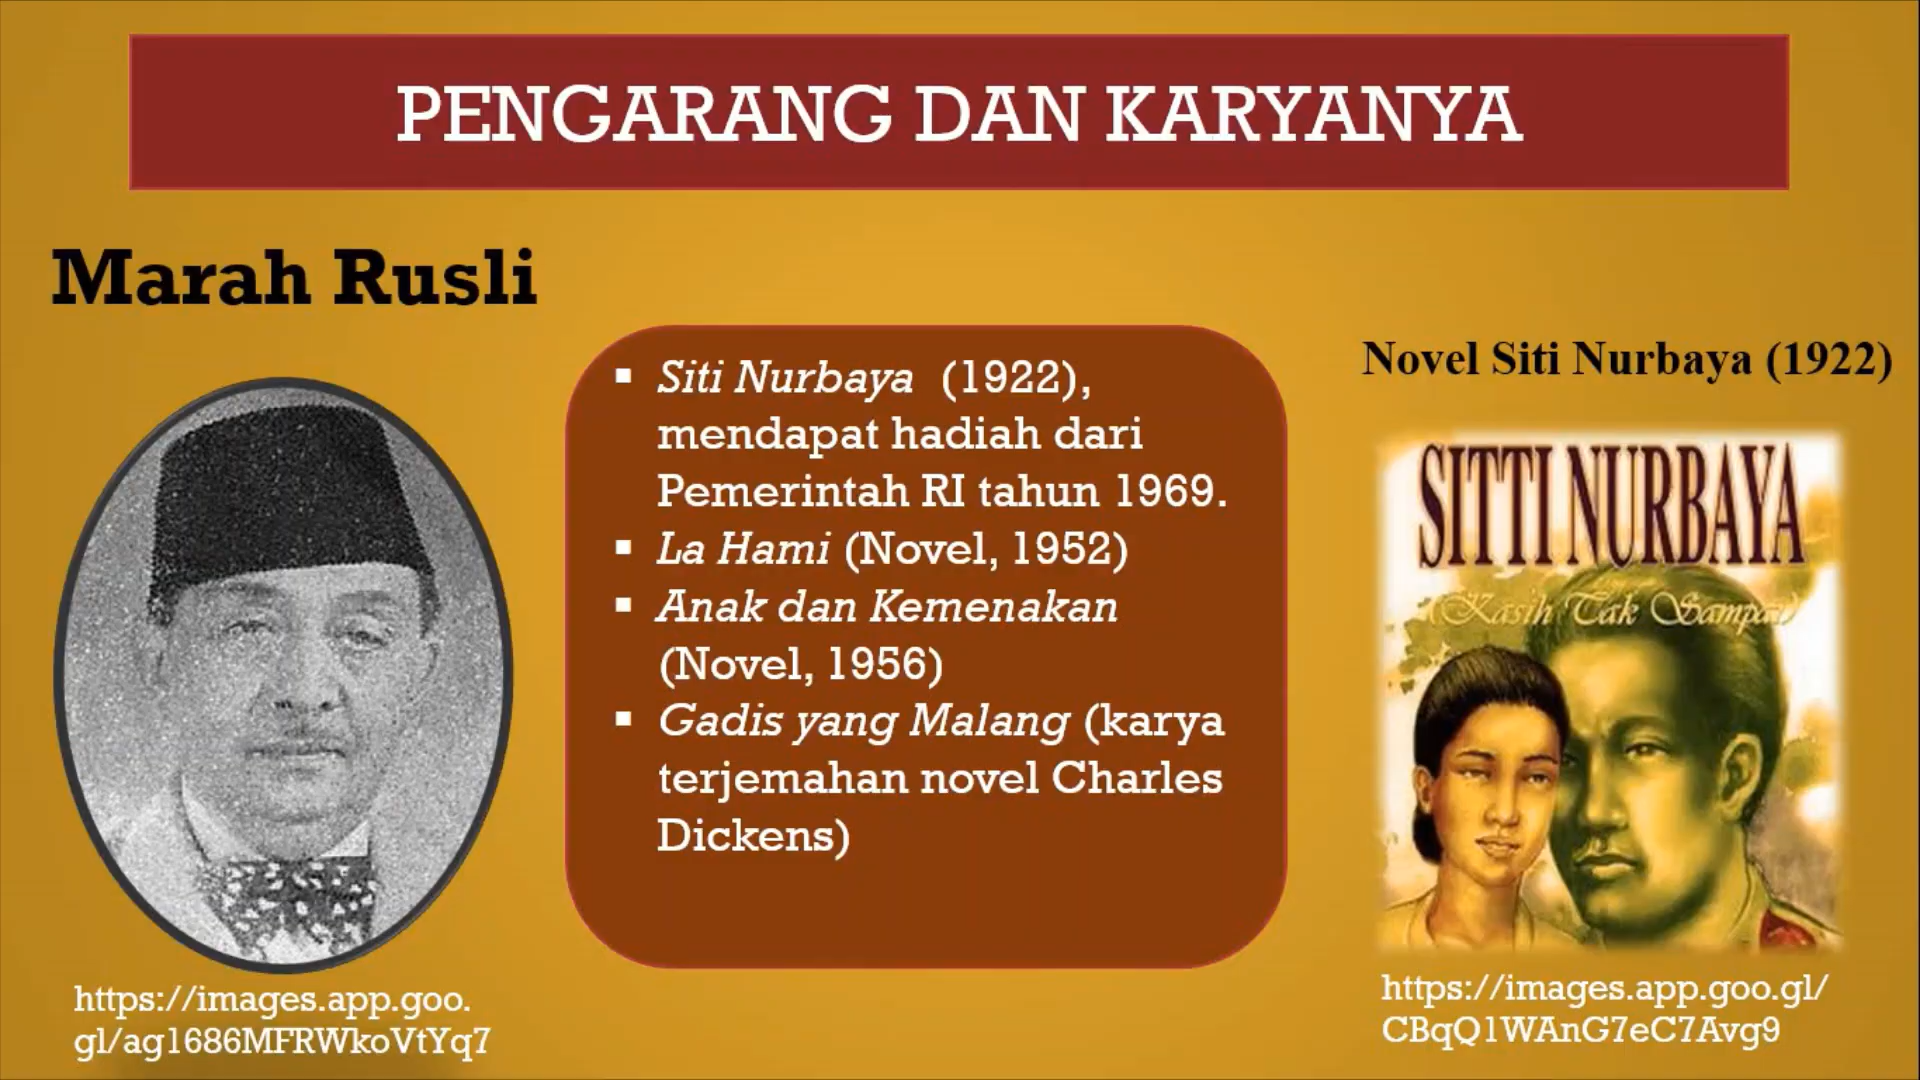 PENGARANG DAN KARYANYA
Marah Rusli
▪ Siti Nurbaya (1922),
mendapat hadiah dari
Pemerintah RI tahun 1969.
▪ La Hami (Novel, 1952)
▪ Anak dan Kemenakan
(Novel, 1956)
▪ Gadis yang Malang (karya
terjemahan novel Charles
Dickens)
Novel Siti Nurbaya (1922)
SITTI NURBAYA
(Kasih Tak Sampai)
https://images.app.goo.
gl/ag1686MFRWkoVtYq7
https://images.app.goo.gl/
CBqQ1WAnG7eC7Avg9